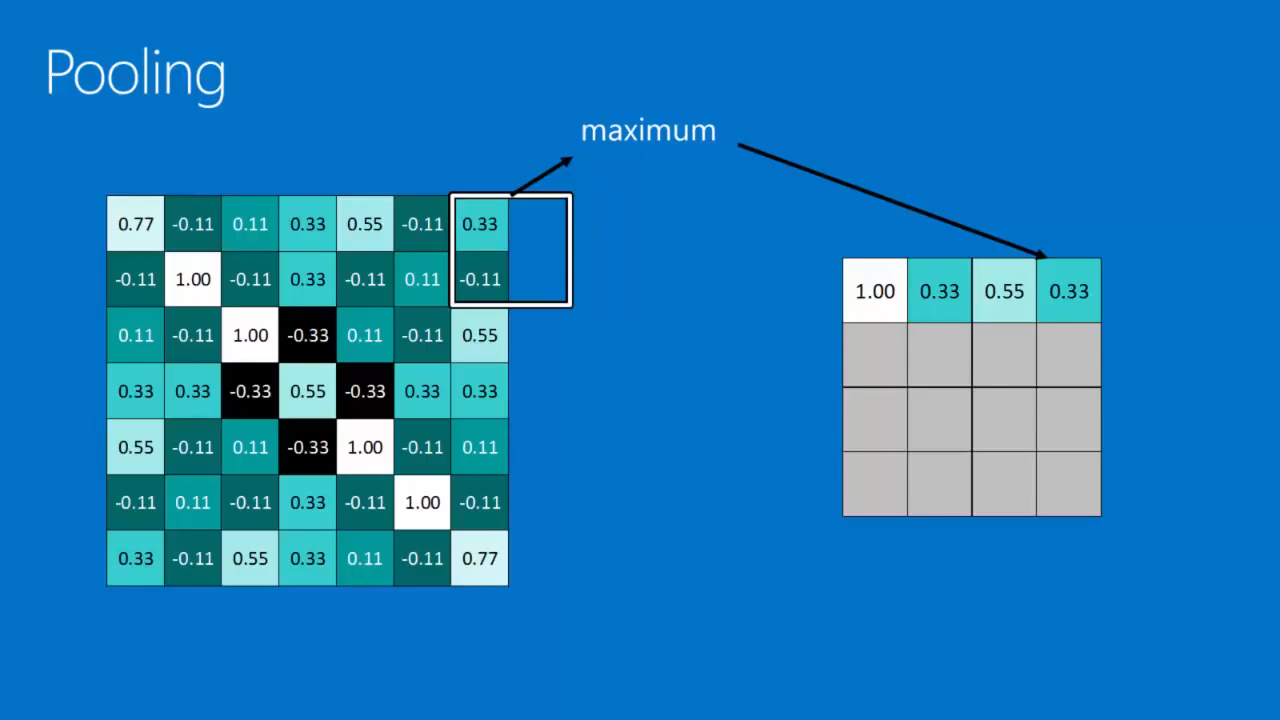 Pooling
maximum
0.77 -0.11 0.11 0.33 0.55 -0.11 0.33
-0.11 1.00 -0.11 0.33 -0.11 0.11 -0.11
0.11 -0.11 1.00 -0.33 0.11 -0.11 0.55
0.33 0.33 -0.33 0.55 -0.33 0.33 0.33
0.55 -0.11 0.11 -0.33 1.00 -0.11 0.11
-0.11 0.11 -0.11 0.33 -0.11 1.00 -0.11
0.33 -0.11 0.55 0.33 0.11 -0.11 0.77
1.00 0.33 0.55 0.33